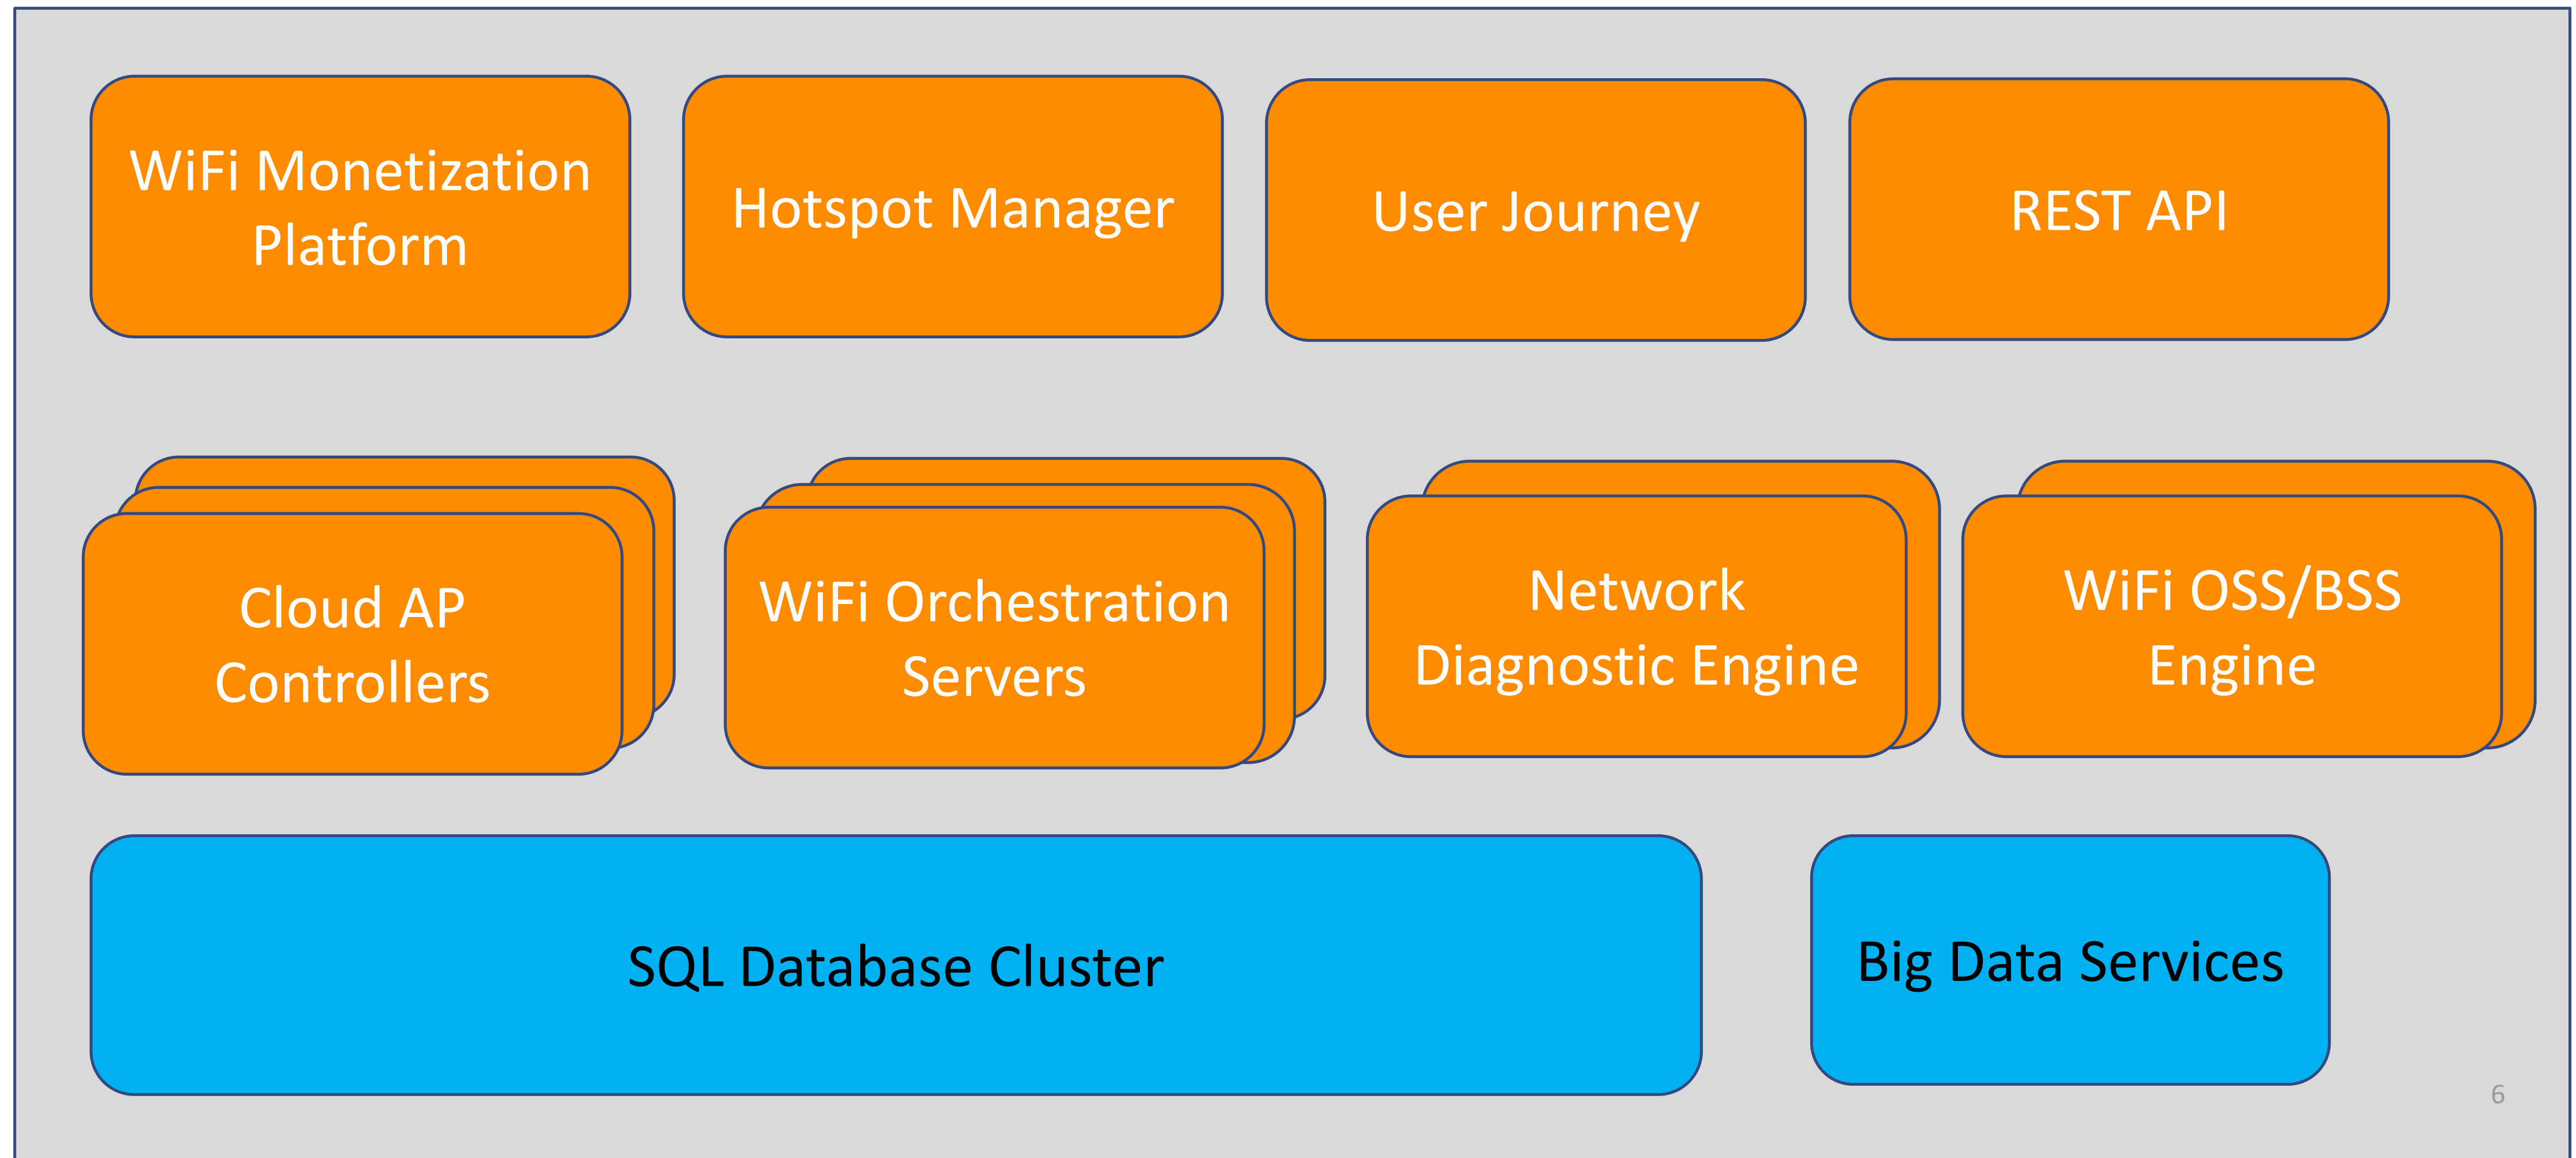 WiFi Monetization
Platform
Hotspot Manager
User Journey
REST API
Cloud AP
Controllers
WiFi Orchestration
Servers
Network
Diagnostic Engine
WiFi OSS/BSS
Engine
SQL Database Cluster
Big Data Services
6